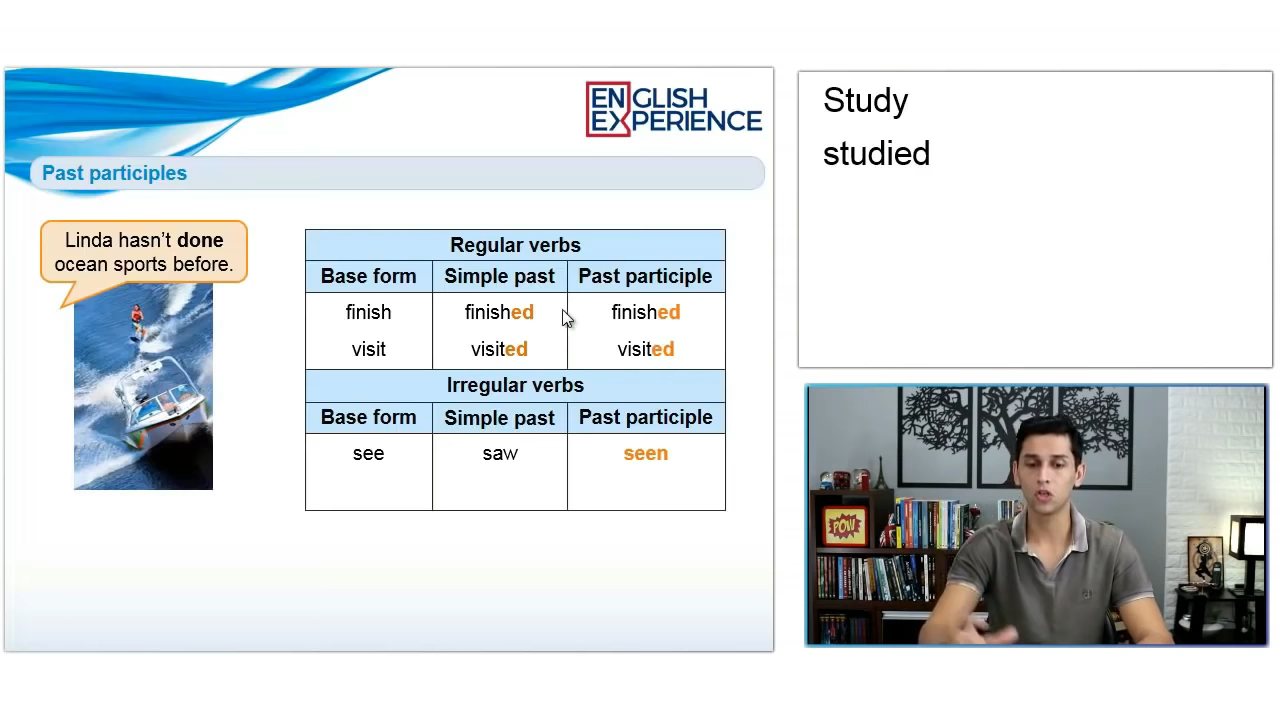 ENGLISH
EXPERIENCE
Past participles
Linda hasn't done
ocean sports before.
Regular verbs
Base form Simple past Past participle
finish finished finished
visit visited visited
Irregular verbs
Base form Simple past Past participle
see saw seen
Study
studied
POW